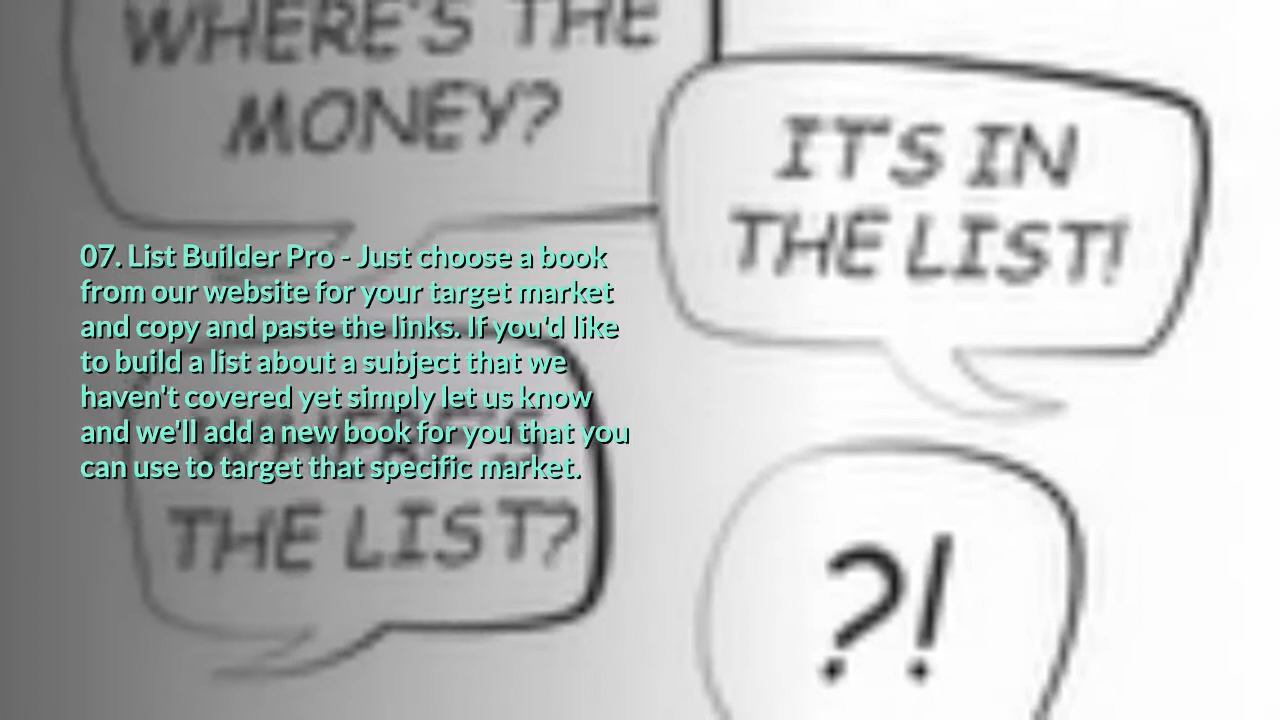 WHERE'S THE
MONEY?
IT'S IN
THE LIST!
07. List Builder Pro - Just choose a book
from our website for your target market
and copy and paste the links. If you'd like
to build a list about a subject that we
haven't covered yet simply let us know
and we'll add a new book for you that you
can use to target that specific market.
WHERE'S
THE LIST?
?!